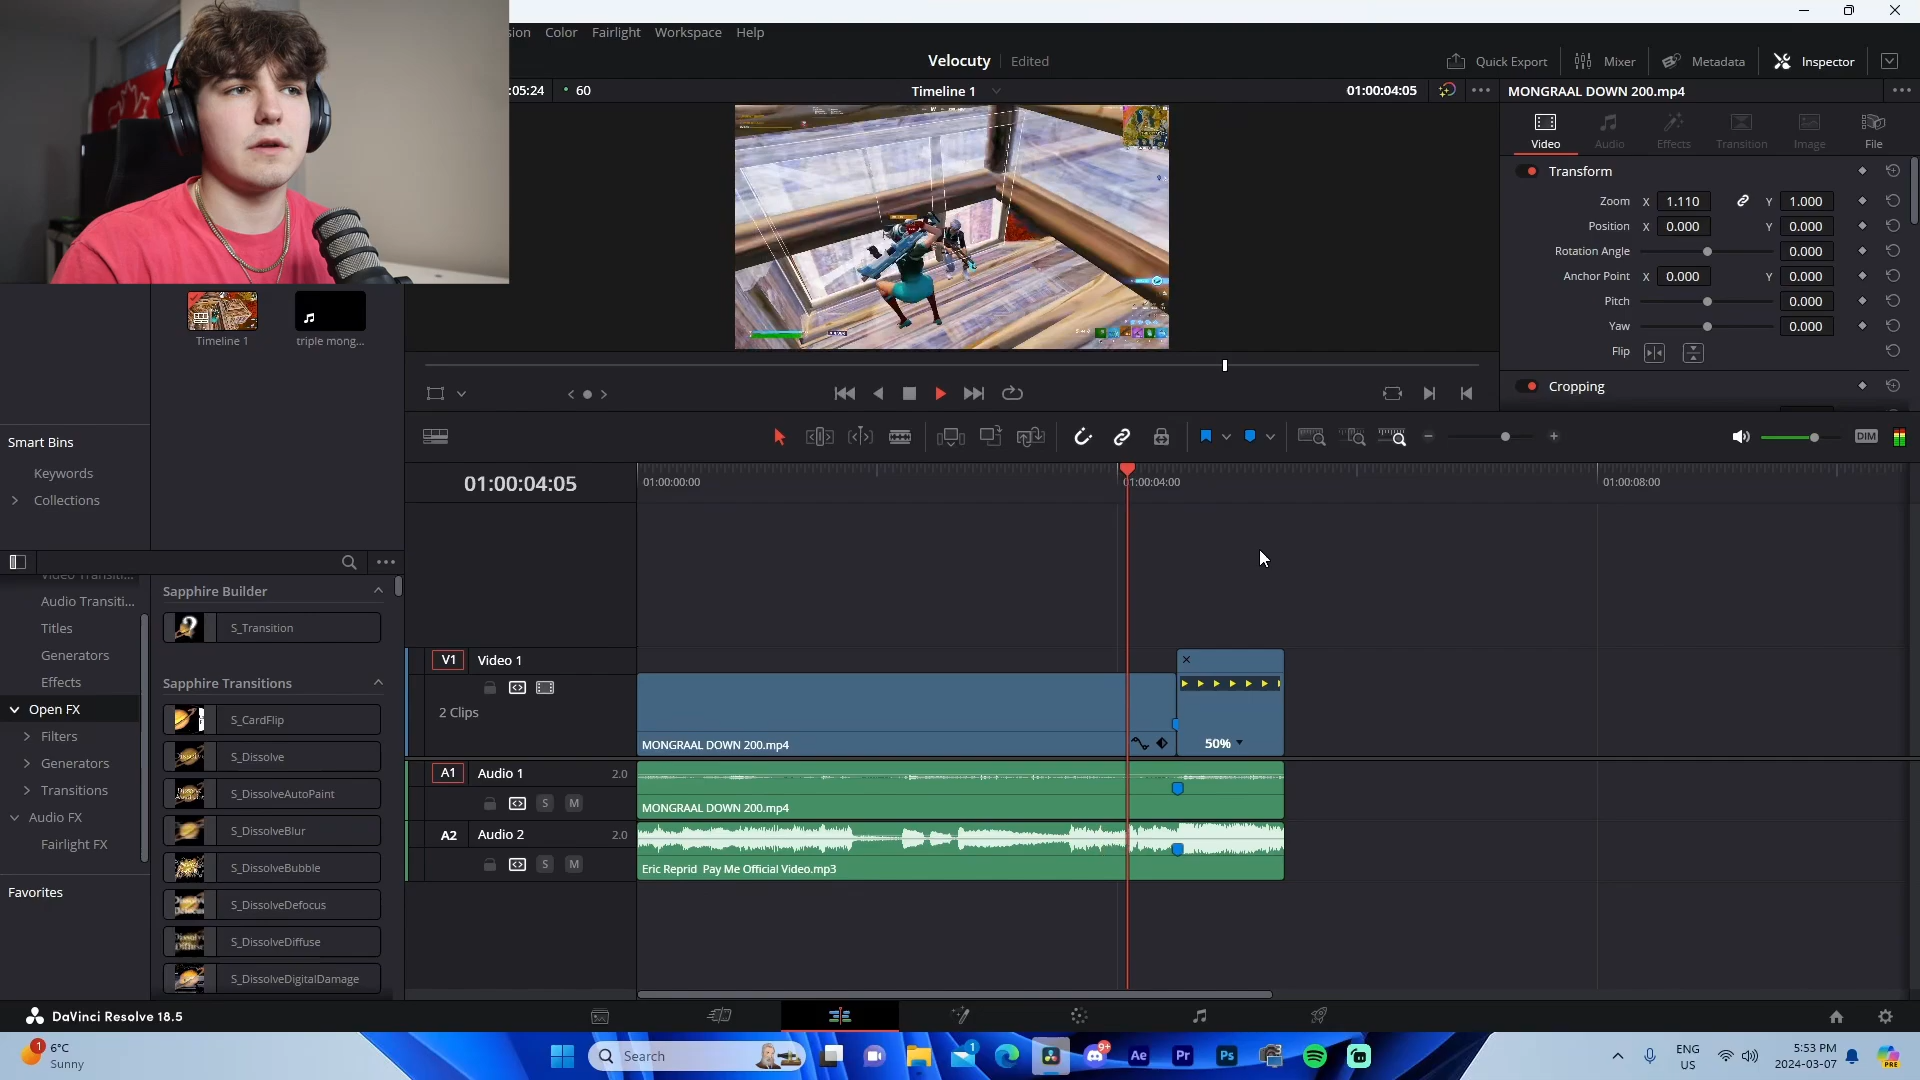 sion Color Fairlight Workspace Help
Velocuty Edited
Quick Export Mixer Metadata Inspector
:05:24 60 Timeline 1 01:00:04:05
MONGRAAL DOWN 200.mp4
Video Audio Effects Transition Image File
Transform
Zoom X 1.110 Y 1.000
Position X 0.000 Y 0.000
Rotation Angle 0.000
Anchor Point X 0.000 Y 0.000
Pitch 0.000
Yaw 0.000
Flip
Cropping
Timeline 1 triple mong...
Smart Bins
Keywords
Collections
DIM
01:00:04:05
01:00:00:00 01:00:04:00 01:00:08:00
Video Transiti...
Audio Transiti...
Titles
Generators
Effects
Open FX
Filters
Generators
Transitions
Audio FX
Fairlight FX
Favorites
Sapphire Builder
S_Transition
Sapphire Transitions
S_CardFlip
S_Dissolve
S_DissolveAutoPaint
S_DissolveBlur
S_DissolveBubble
S_DissolveDefocus
S_DissolveDiffuse
S_DissolveDigitalDamage
V1 Video 1
2 Clips
MONGRAAL DOWN 200.mp4
50%
A1 Audio 1 2.0
S M
MONGRAAL DOWN 200.mp4
A2 Audio 2 2.0
S M
Eric Reprid Pay Me Official Video.mp3
DaVinci Resolve 18.5
1 6°C
Sunny
Search
1
9+
Ae Pr Ps
ENG
US
5:53 PM
2024-03-07
PRE